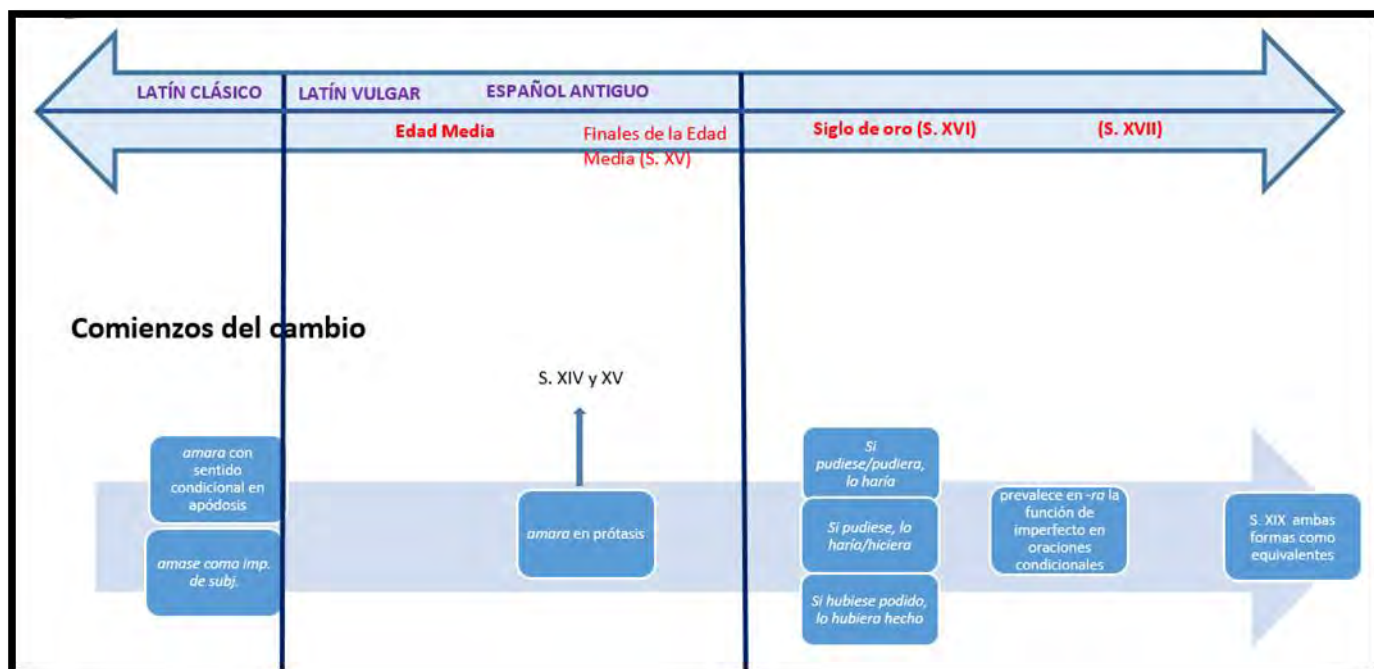 LATÍN CLÁSICO
LATÍN VULGAR
ESPAÑOL ANTIGUO
Edad Media
Finales de la Edad
Media (S. XV)
Siglo de oro (S. XVI)
(S. XVII)
Comienzos del cambio
S. XIV y XV
amara con
sentido
condicional en
apódosis
amase como imp.
de subj.
amara en prótasis
Si
pudiese/pudiera,
lo haría
Si pudiese, lo
haría/hiciera
Si hubiese podido,
lo hubiera hecho
prevalece en -ra la
función de
imperfecto en
oraciones
condicionales
S. XIX ambas
formas como
equivalentes